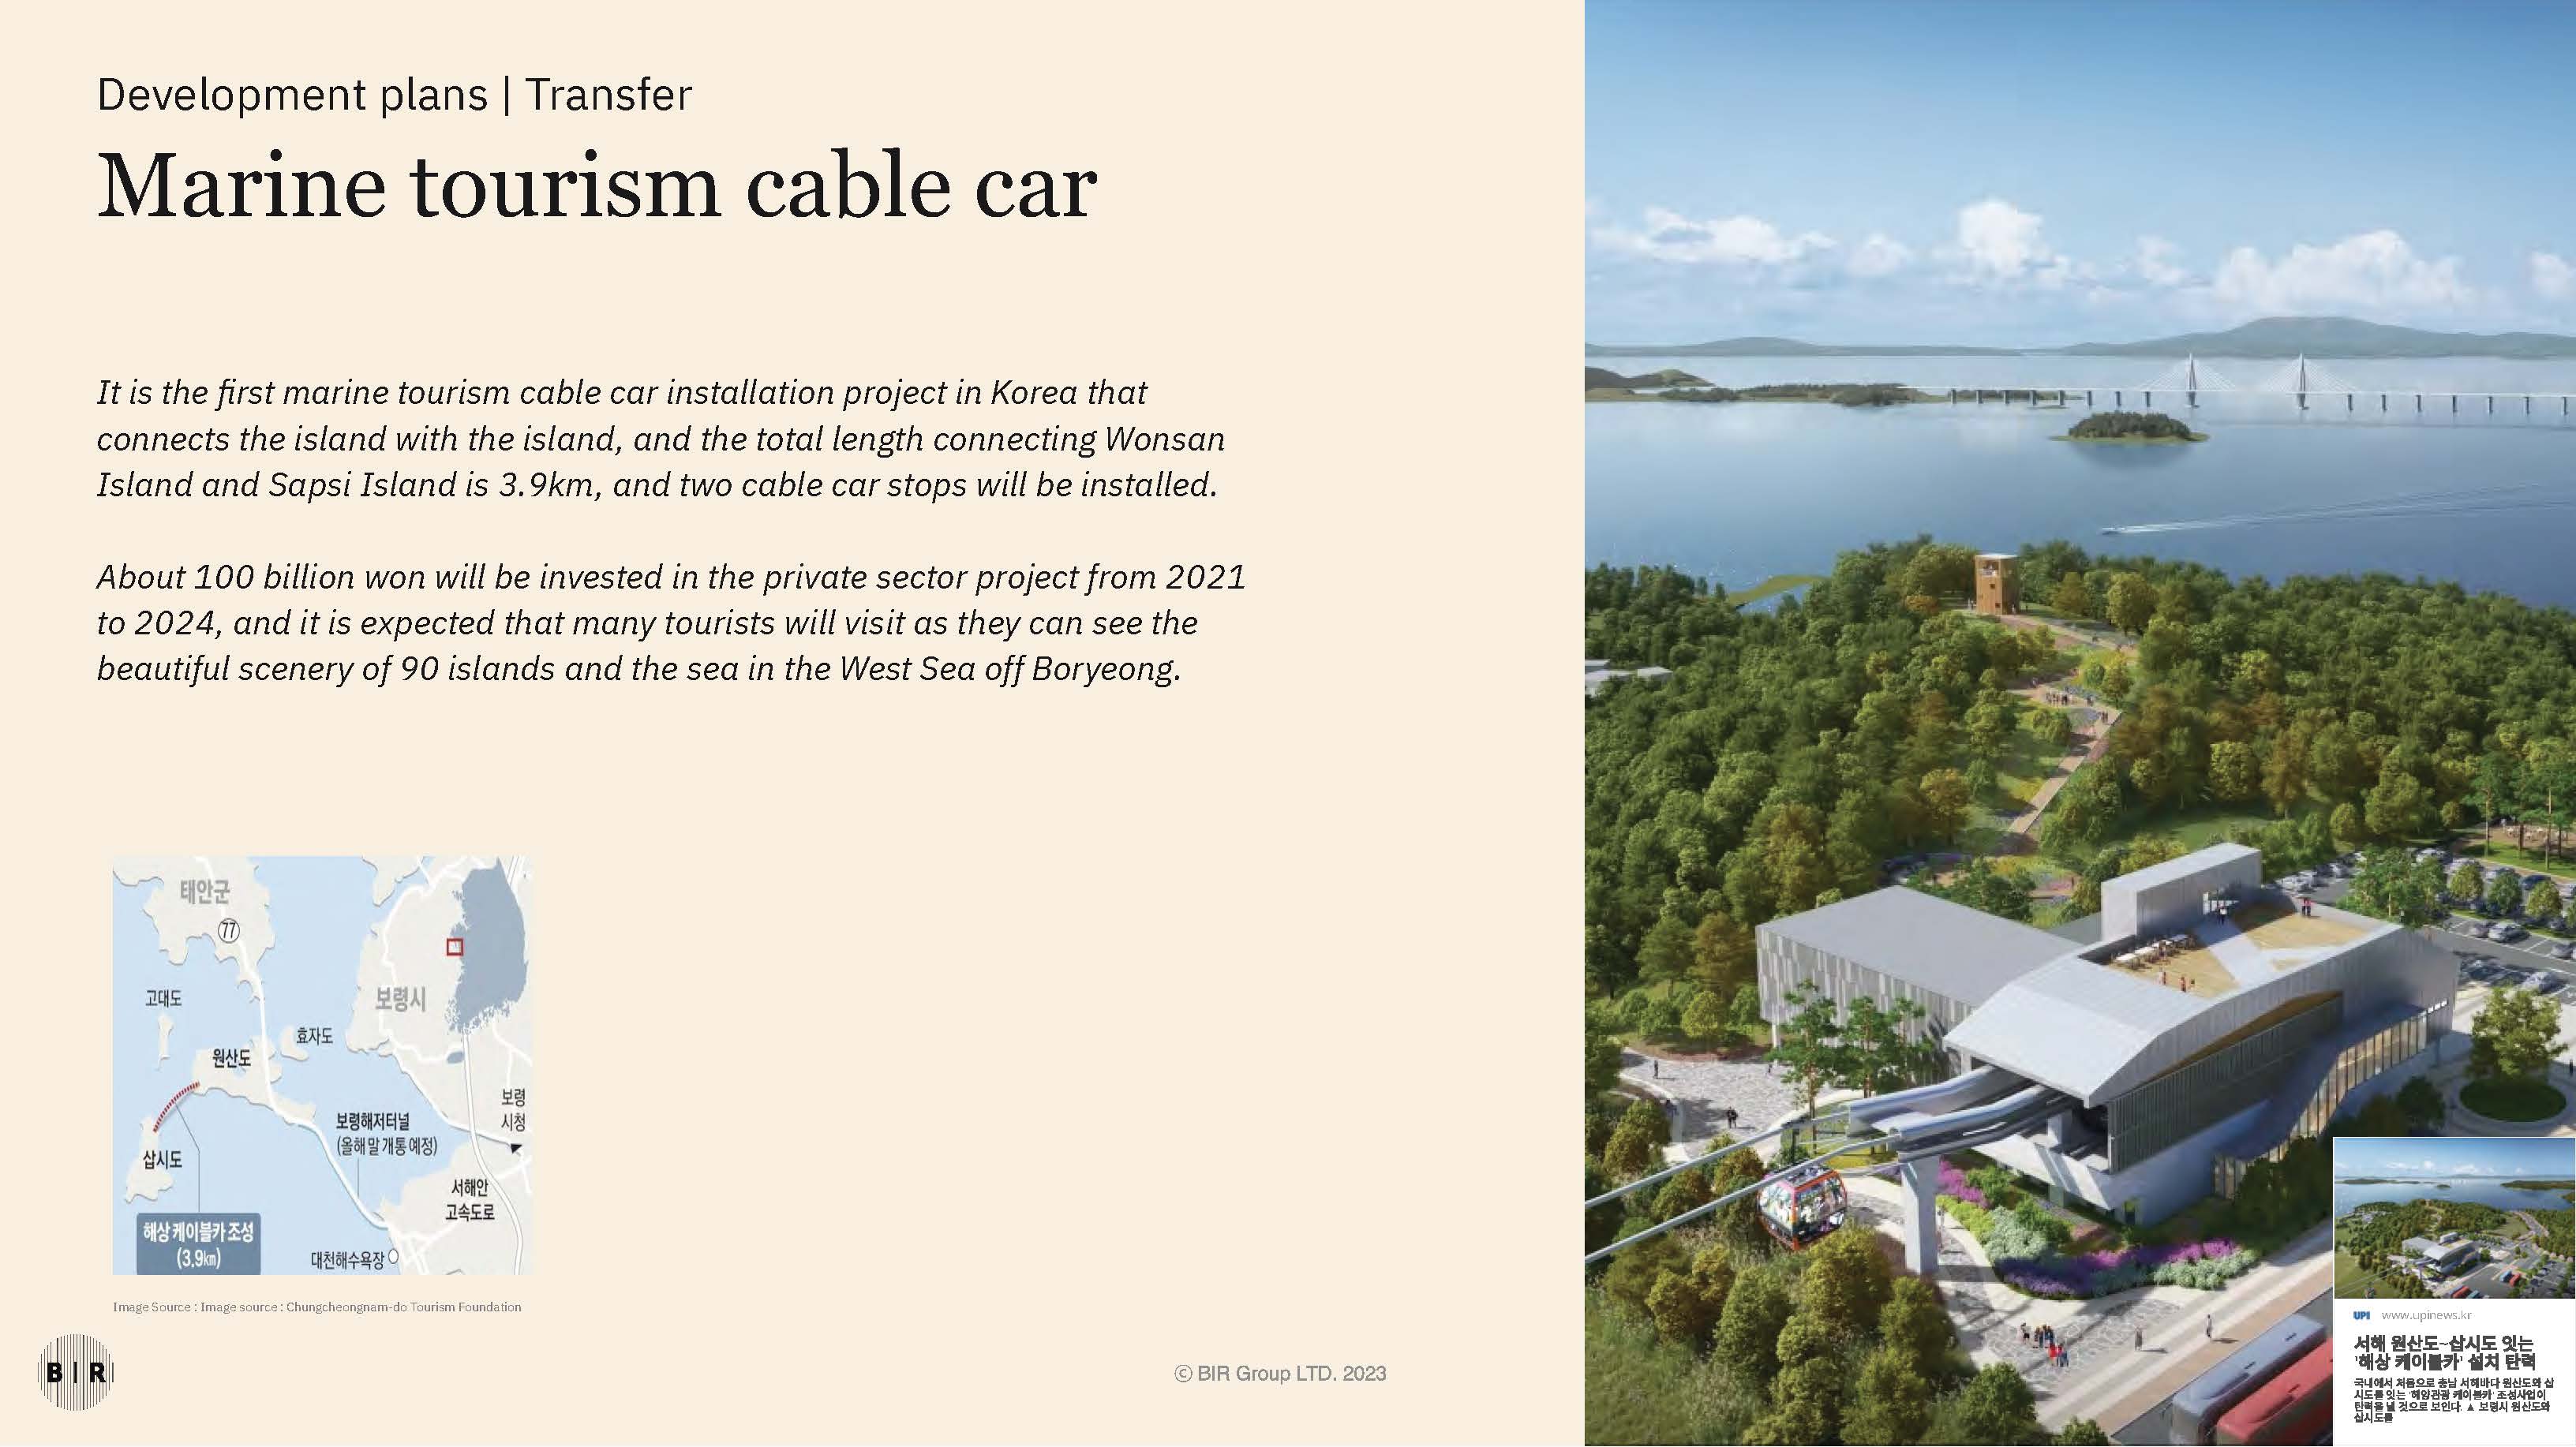 Development plans | Transfer
Marine tourism cable car
It is the first marine tourism cable car installation project in Korea that
connects the island with the island, and the total length connecting Wonsan
Island and Sapsi Island is 3.9km, and two cable car stops will be installed.
About 100 billion won will be invested in the private sector project from 2021
to 2024, and it is expected that many tourists will visit as they can see the
beautiful scenery of 90 islands and the sea in the West Sea off Boryeong.
태안군
77
고대도
보령시
효자도
원산도
보령
시청
보령해저터널
(올해 말 개통 예정)
삽시도
서해안
고속도로
해상 케이블카 조성
(3.9km)
대천해수욕장
Image Source : Image source : Chungcheongnam-do Tourism Foundation
B | R
© BIR Group LTD. 2023
UPI www.upinews.kr
서해 원산도~삽시도 잇는
'해상 케이블카' 설치 탄력
국내에서 처음으로 충남 서해바다 원산도와 삽
시도를 잇는 '해양관광 케이블카' 조성사업이
탄력을 낼 것으로 보인다. ▲ 보령시 원산도와
삽시도를